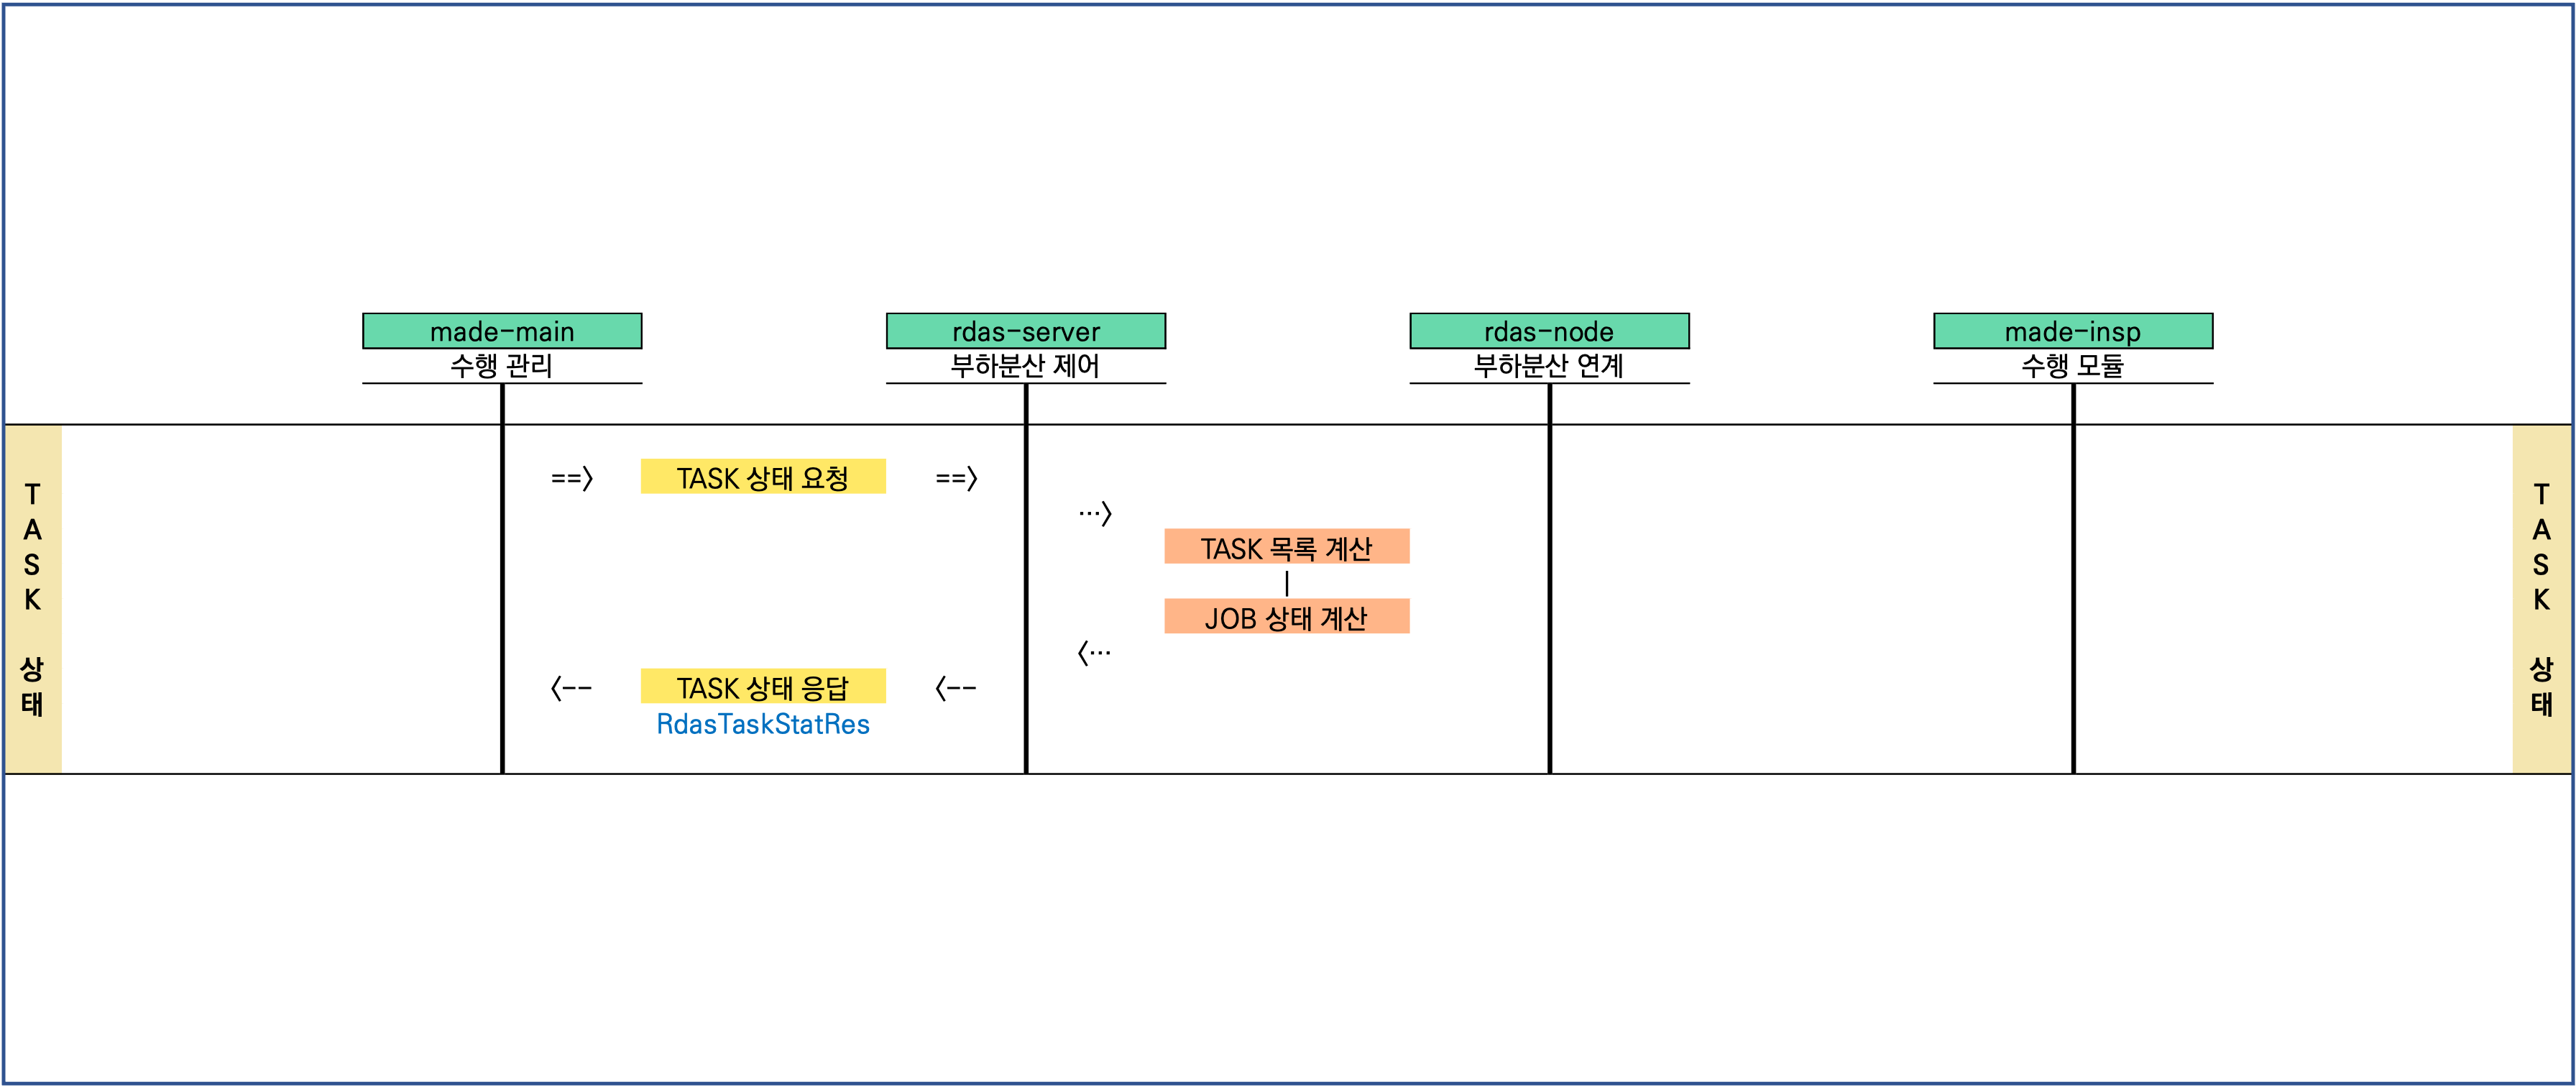 made-main
수행 관리
rdas-server
부하분산 제어
rdas-node
부하분산 연계
made-insp
수행 모듈
TASK 상태
==> TASK 상태 요청 ==>
···>
TASK 목록 계산
|
JOB 상태 계산
<···
<-- TASK 상태 응답 <--
RdasTaskStatRes
TASK 상태